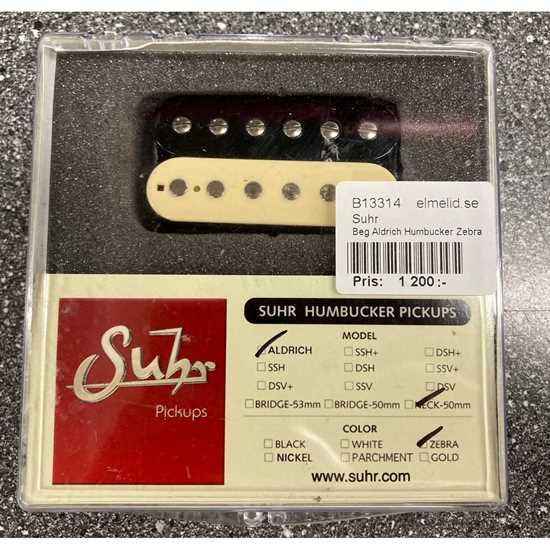 B13314 elmelid.se
Suhr
Beg Aldrich Humbucker Zebra
Pris: 1 200:-
Suhr
Pickups
SUHR HUMBUCKER PICKUPS
MODEL
ALDRICH SSH+ DSH+
SSH DSH SSV+
DSV+ SSV DSV
BRIDGE-53mm BRIDGE-50mm NECK-50mm
COLOR
BLACK WHITE ZEBRA
NICKEL PARCHMENT GOLD
www.suhr.com